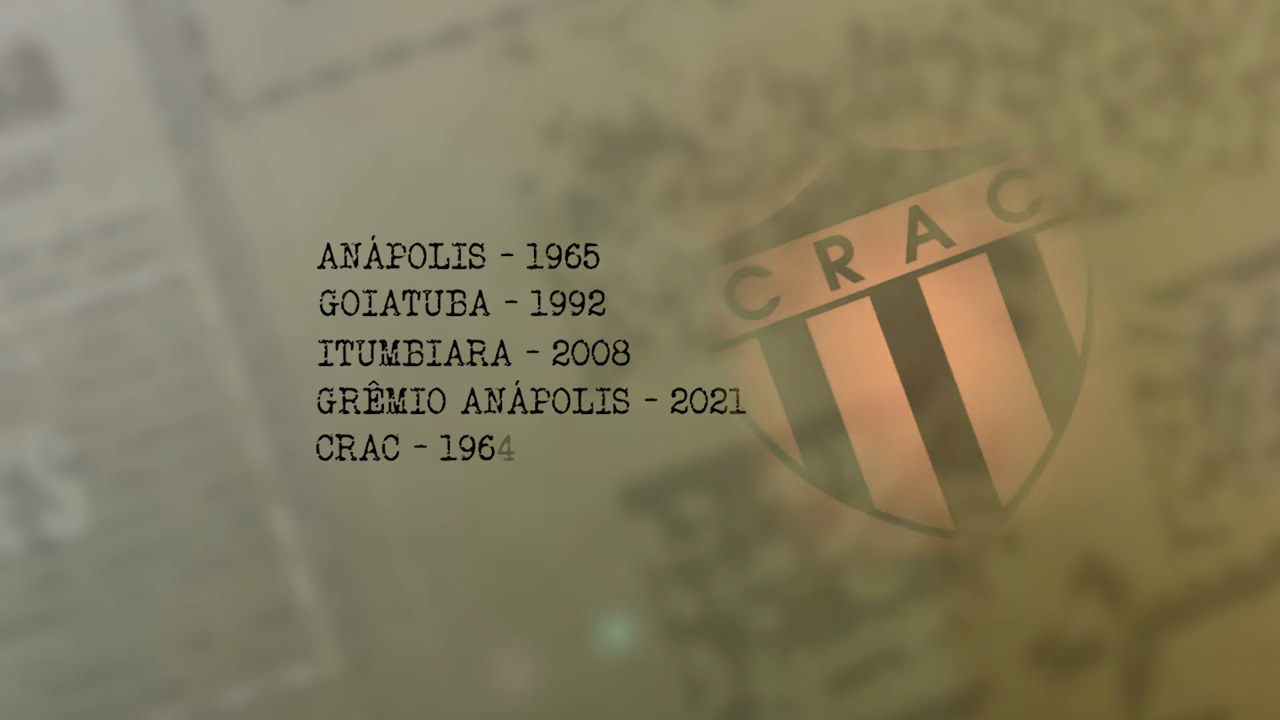 ANÁPOLIS - 1965
GOIATUBA - 1992
ITUMBIARA - 2008
GRÊMIO ANÁPOLIS - 2021
CRAC - 1964
CRAC